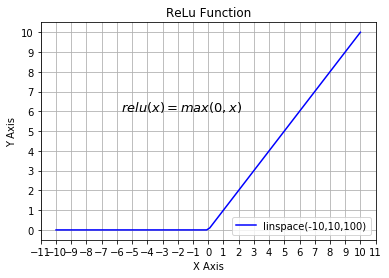 ReLu Function
10
9
8
7
6
5
4
3
2
1
0
Y Axis
relu(x) = max(0, x)
linspace(-10,10,100)
−11 −10 −9 −8 −7 −6 −5 −4 −3 −2 −1 0 1 2 3 4 5 6 7 8 9 10 11
X Axis